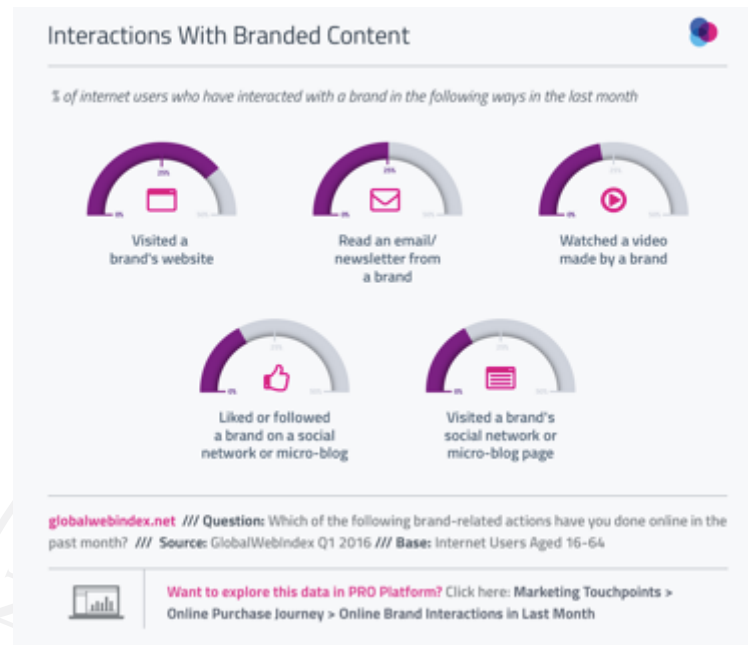 Interactions With Branded Content
% of internet users who have interacted with a brand in the following ways in the last month
25%
0%
50%
Visited a
brand's website
25%
0%
50%
Read an email/
newsletter from
a brand
25%
0%
50%
Watched a video
made by a brand
25%
0%
50%
Liked or followed
a brand on a social
network or micro-blog
25%
0%
50%
Visited a brand's
social network or
micro-blog page
globalwebindex.net /// Question: Which of the following brand-related actions have you done online in the
past month? /// Source: GlobalWebIndex Q1 2016 /// Base: Internet Users Aged 16-64
Want to explore this data in PRO Platform? Click here: Marketing Touchpoints >
Online Purchase Journey > Online Brand Interactions in Last Month